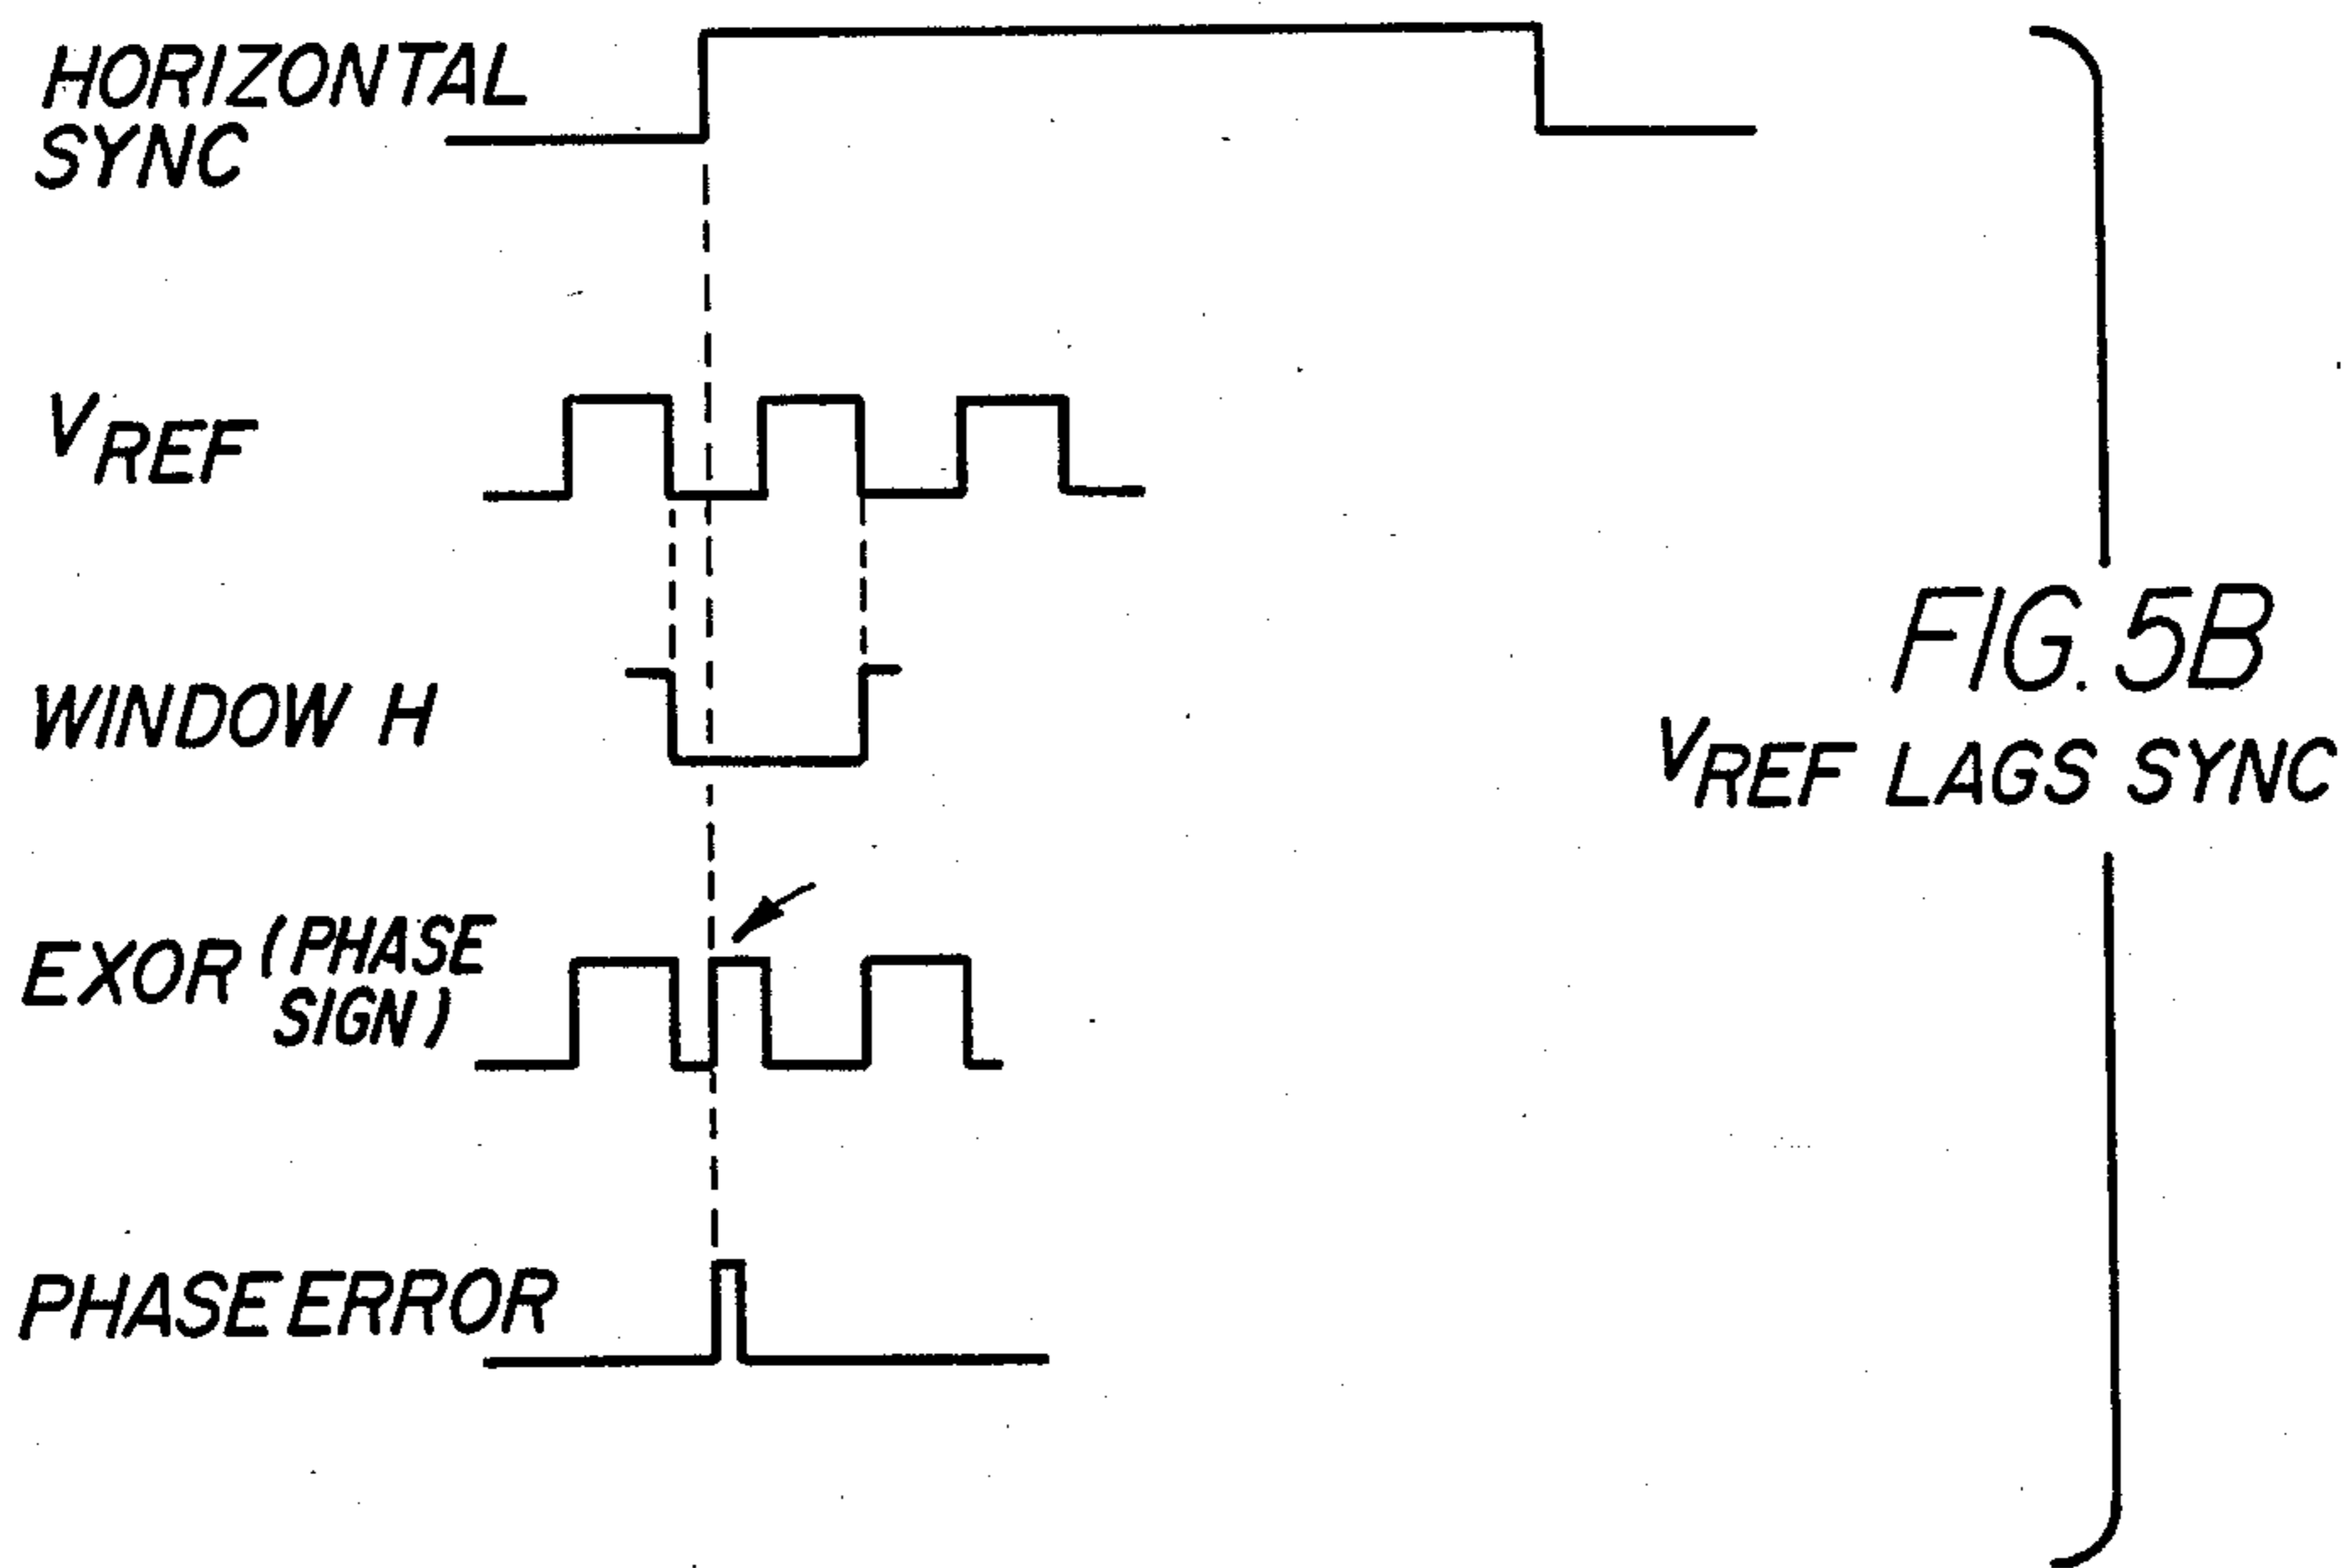 HORIZONTAL
SYNC
VREF
WINDOW H
EXOR (PHASE
SIGN)
PHASE ERROR
FIG. 5B
VREF LAGS SYNC